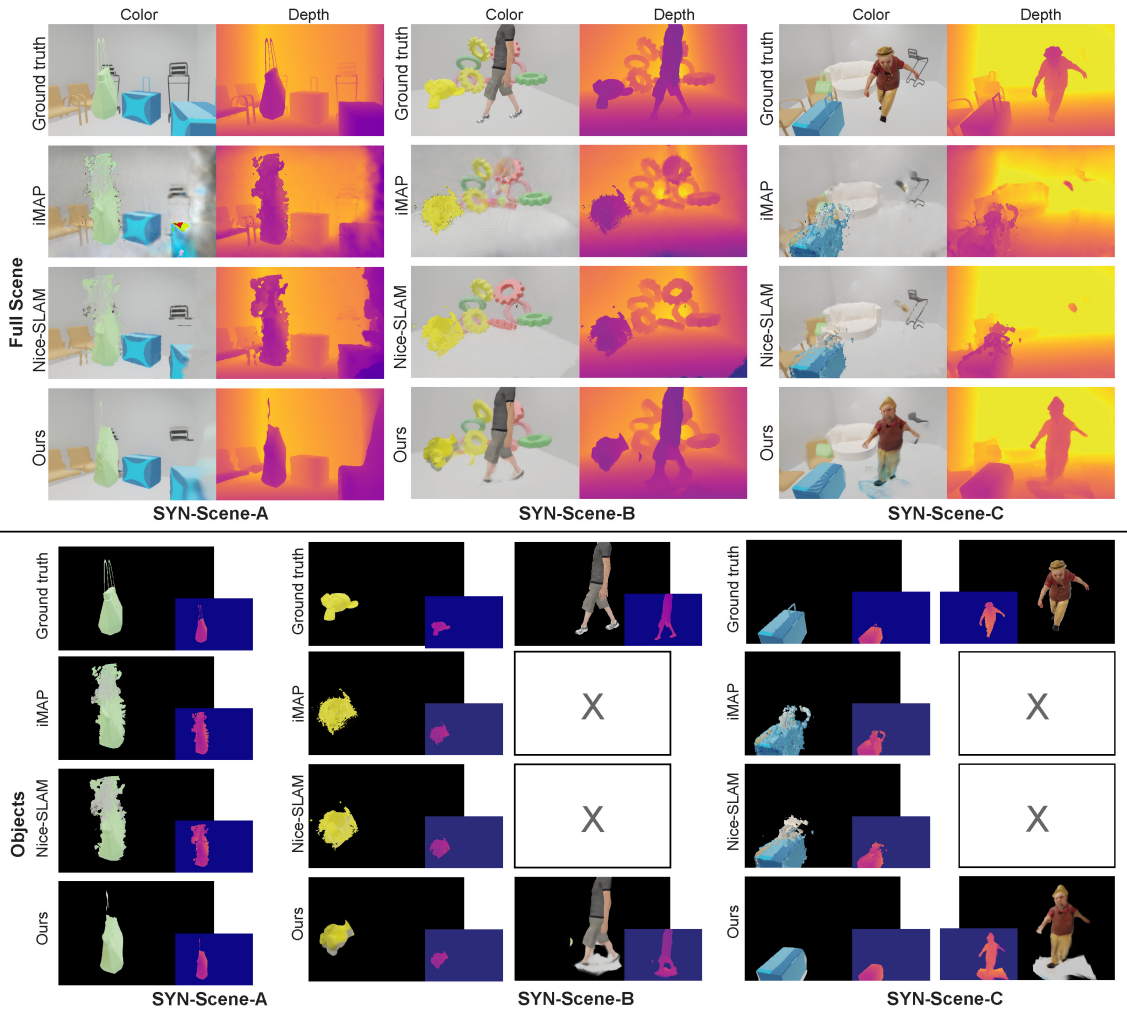 Color Depth Color Depth Color Depth
Full Scene
Ground truth Ground truth Ground truth
iMAP iMAP iMAP
Nice-SLAM Nice-SLAM Nice-SLAM
Ours Ours Ours
SYN-Scene-A SYN-Scene-B SYN-Scene-C
Objects
Ground truth Ground truth Ground truth
iMAP iMAP X iMAP X
Nice-SLAM Nice-SLAM X Nice-SLAM X
Ours Ours Ours
SYN-Scene-A SYN-Scene-B SYN-Scene-C